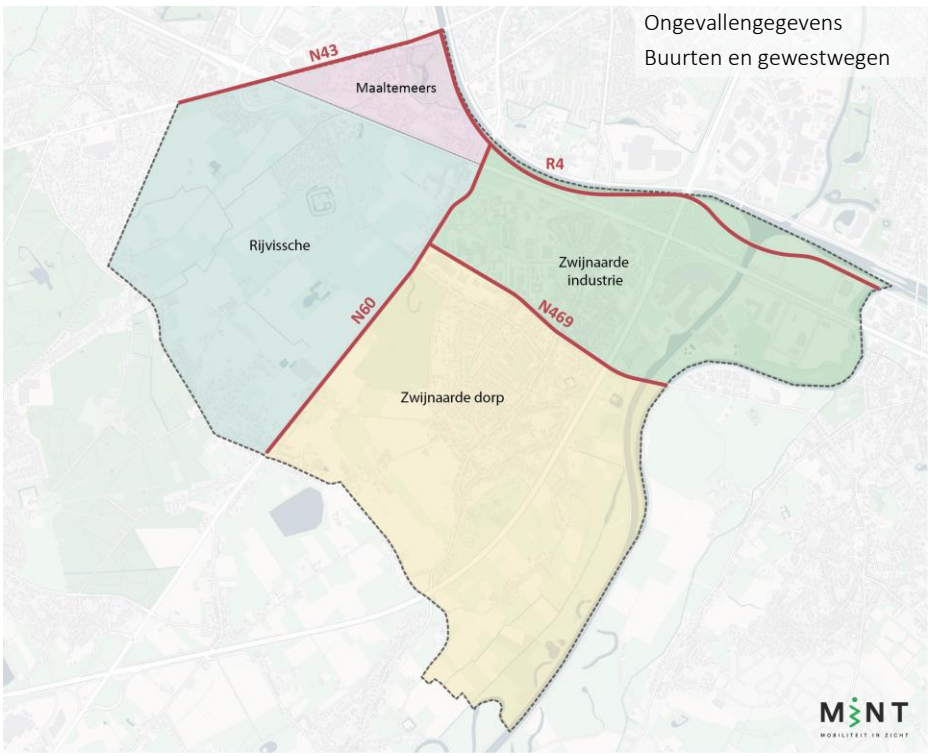 Ongevallengegevens
Buurten en gewestwegen
N43
Maaltemeers
R4
Rijvissche
Zwijnaarde
industrie
N60
N469
Zwijnaarde dorp
MINT
MOBILITEIT IN ZICHT